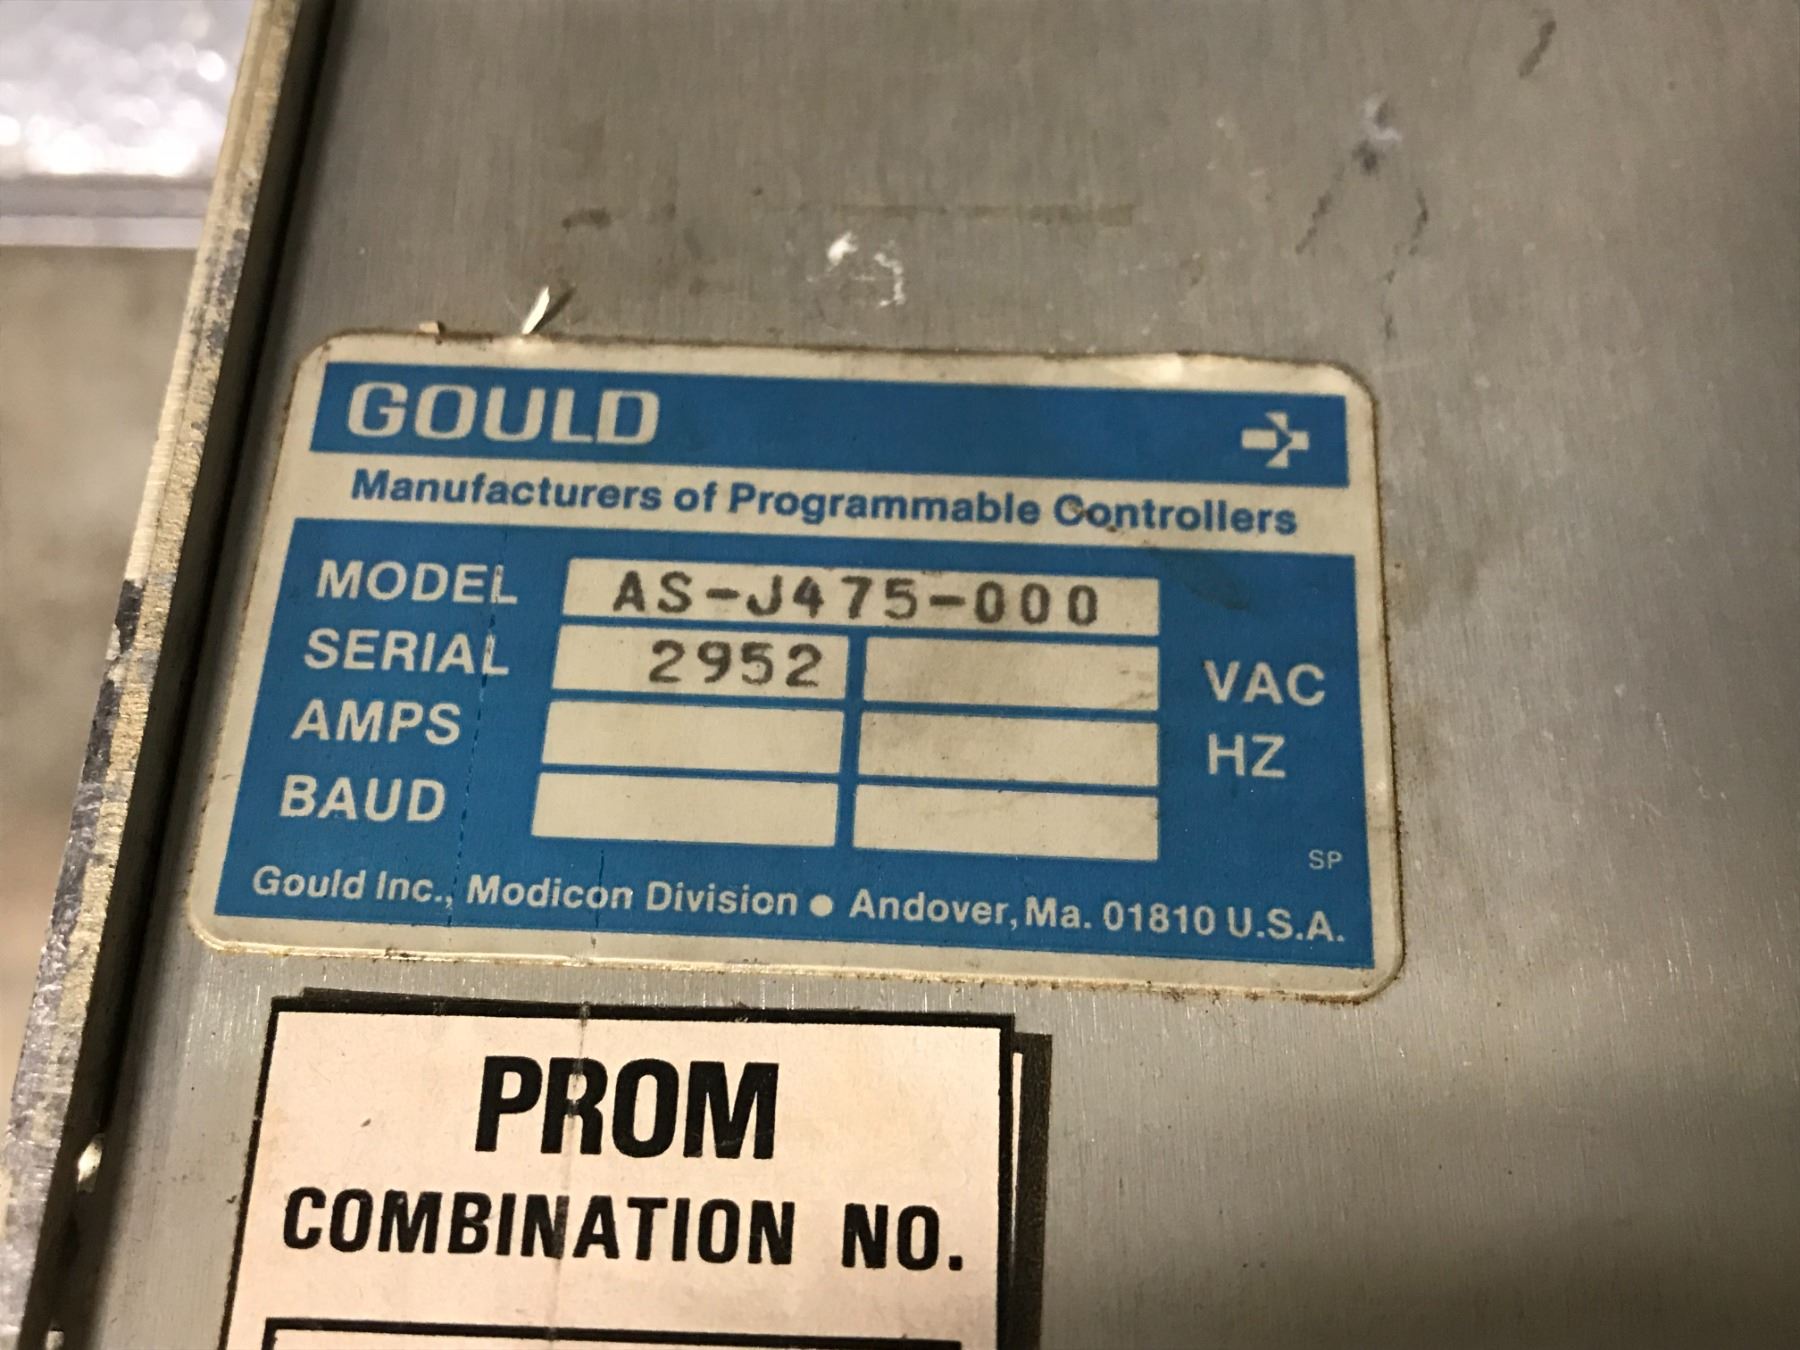 GOULD
Manufacturers of Programmable Controllers
MODEL AS-J475-000
SERIAL 2952 VAC
AMPS HZ
BAUD
SP
Gould Inc., Modicon Division ● Andover, Ma. 01810 U.S.A.
PROM
COMBINATION NO.